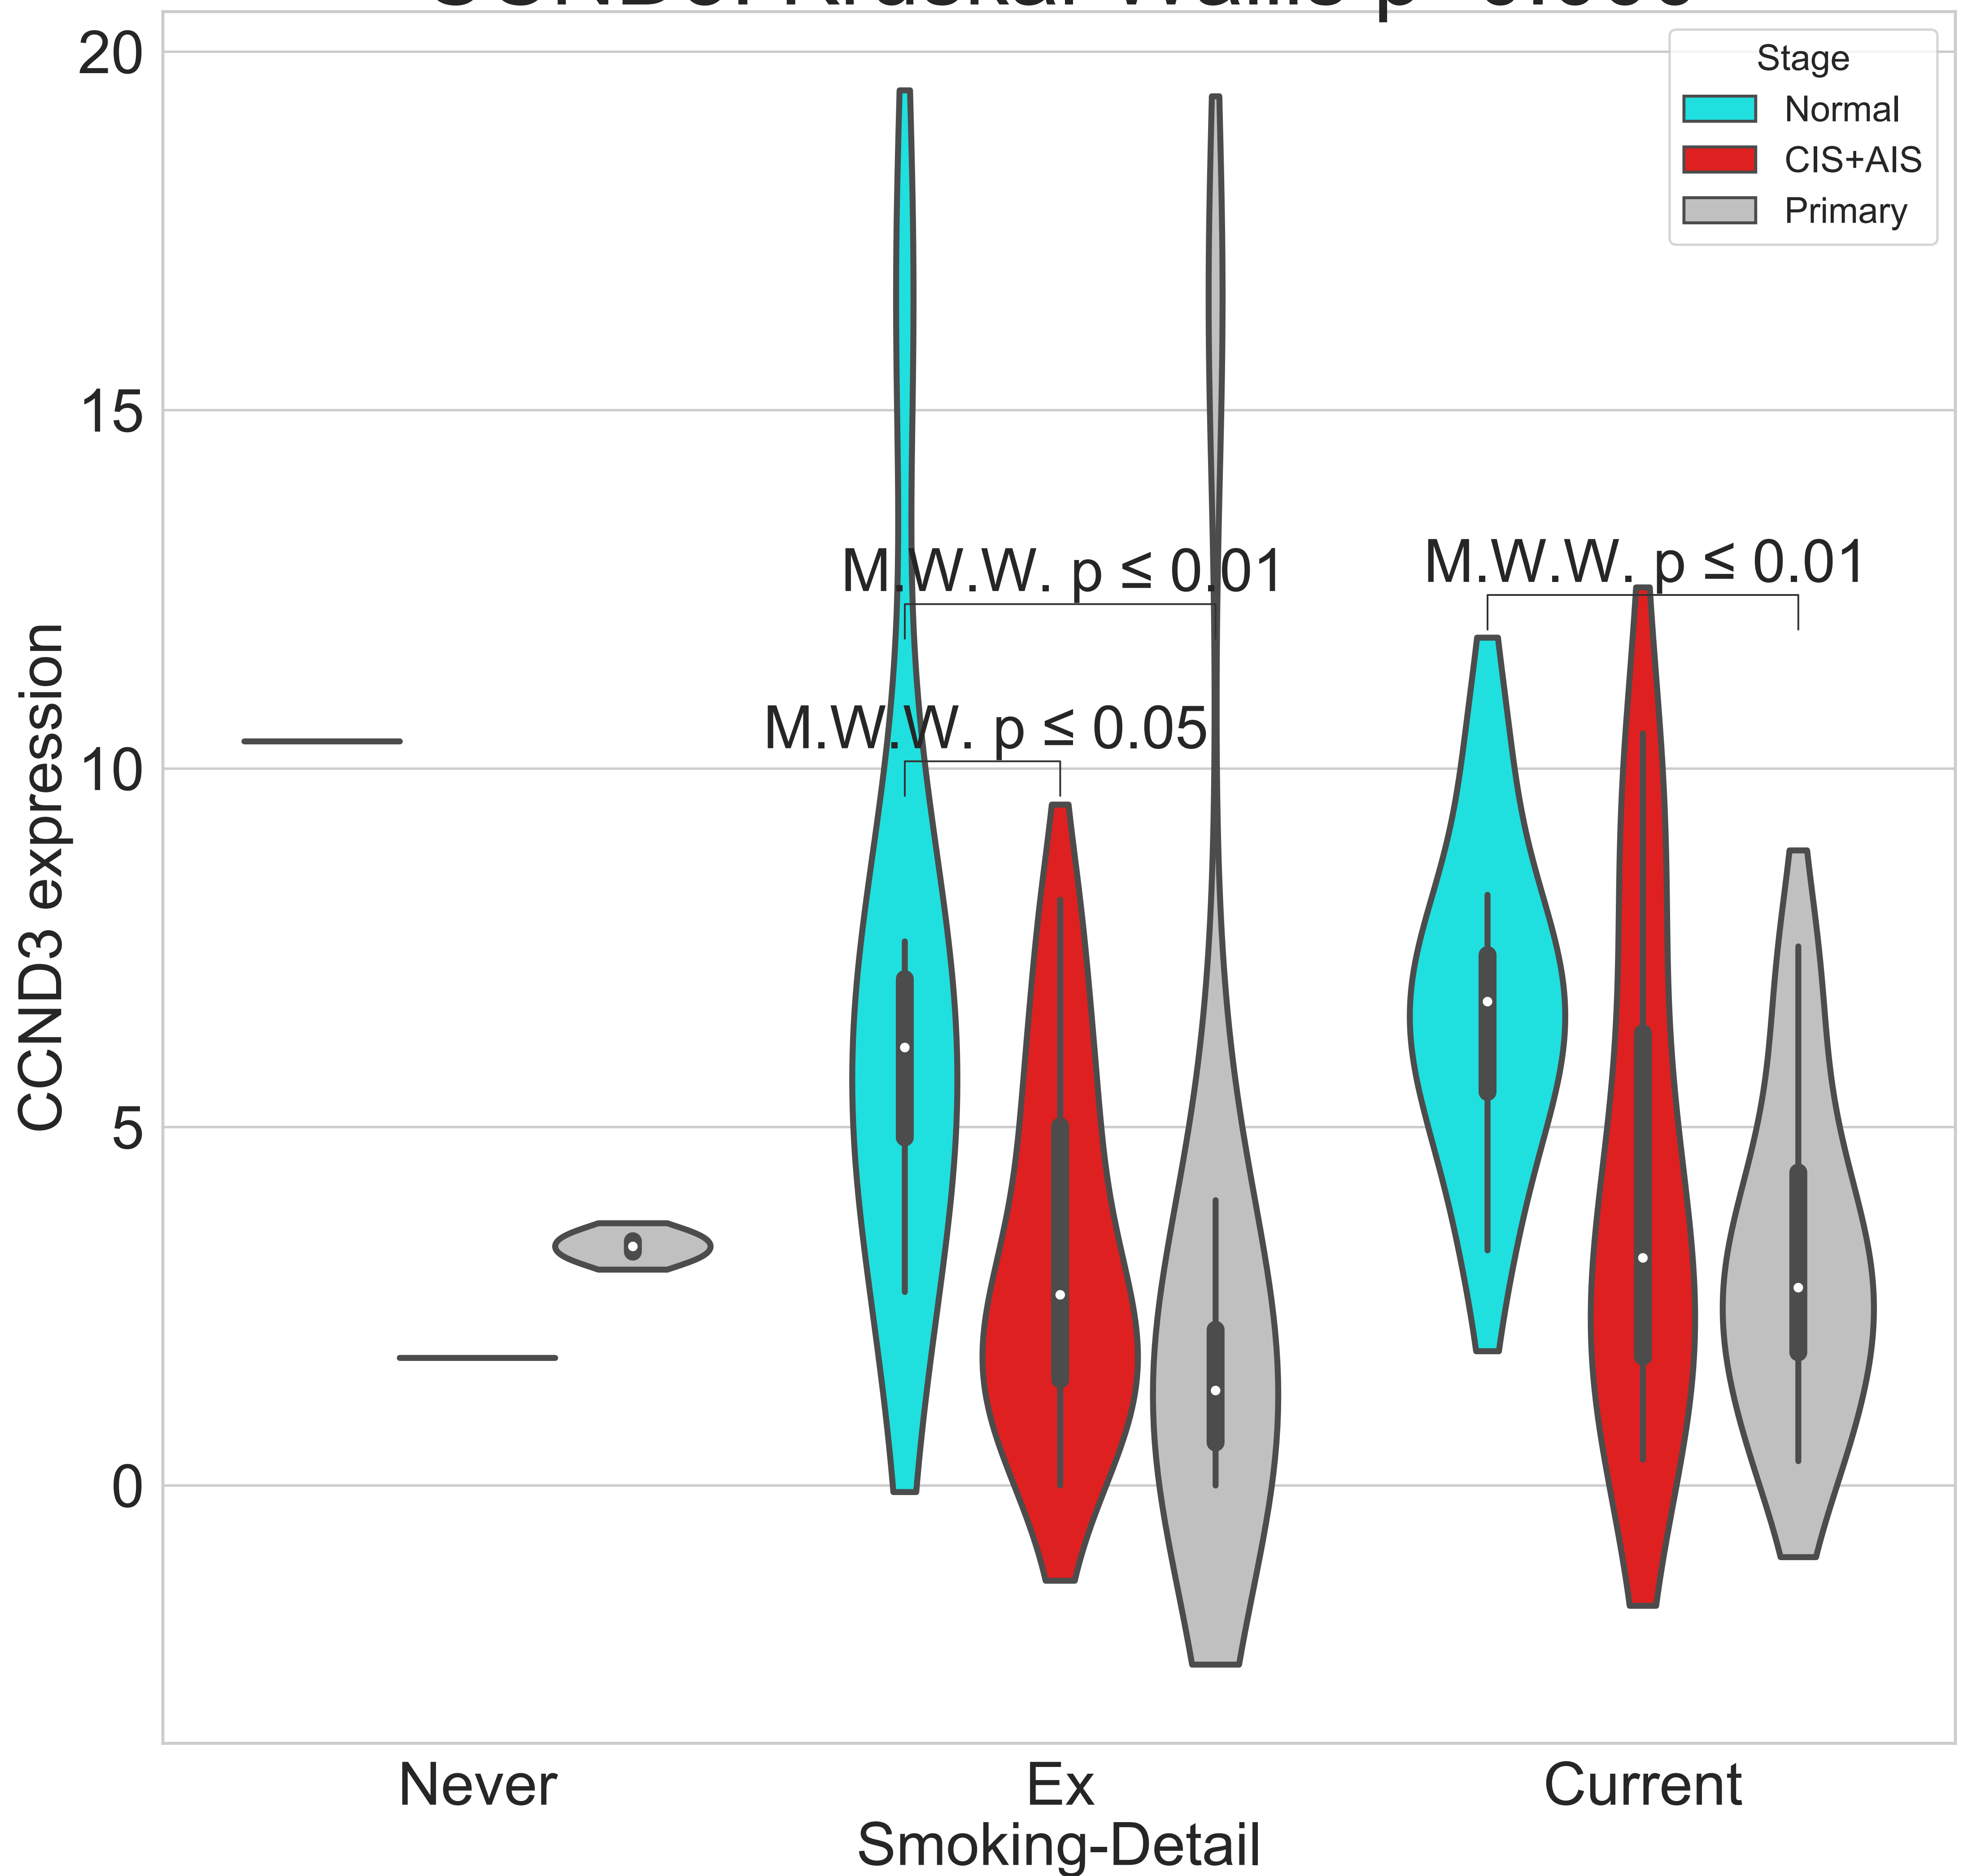 20
15
10
5
0
CCND3 expression
Stage
Normal
CIS+AIS
Primary
M.W.W. p ≤ 0.01
M.W.W. p ≤ 0.01
M.W.W. p ≤ 0.05
Never
Ex
Current
Smoking-Detail